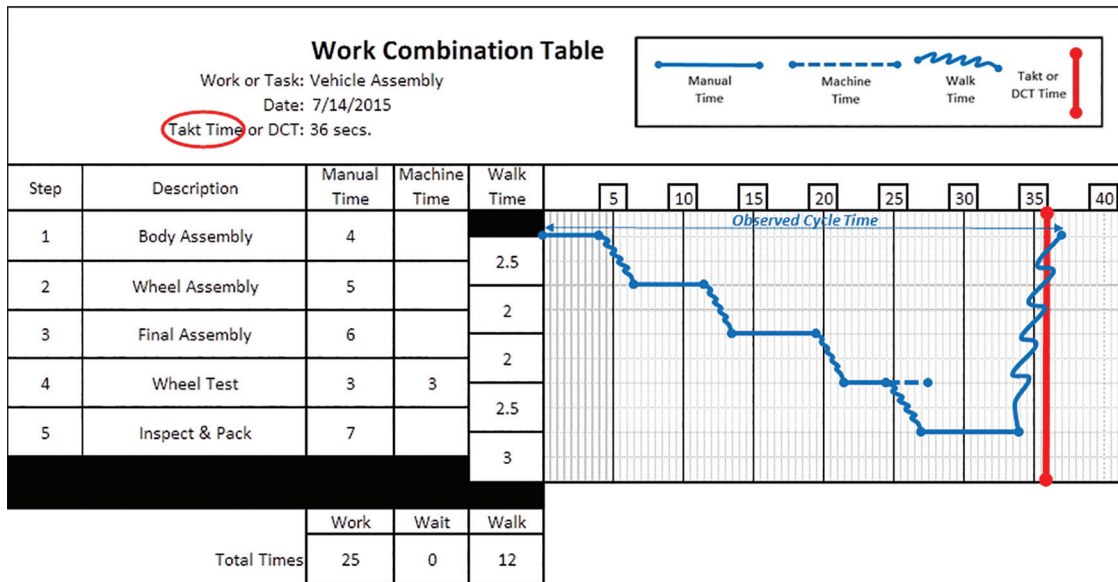 Work Combination Table
Work or Task: Vehicle Assembly
Date: 7/14/2015
Takt Time or DCT: 36 secs.
Manual
Time
Machine
Time
Walk
Time
Takt or
DCT Time
Step
Description
Manual
Time
Machine
Time
Walk
Time
5
10
15
20
25
30
35
40
Observed Cycle Time
1
Body Assembly
4
2.5
2
Wheel Assembly
5
2
3
Final Assembly
6
2
4
Wheel Test
3
3
2.5
5
Inspect & Pack
7
3
Work
Wait
Walk
Total Times
25
0
12